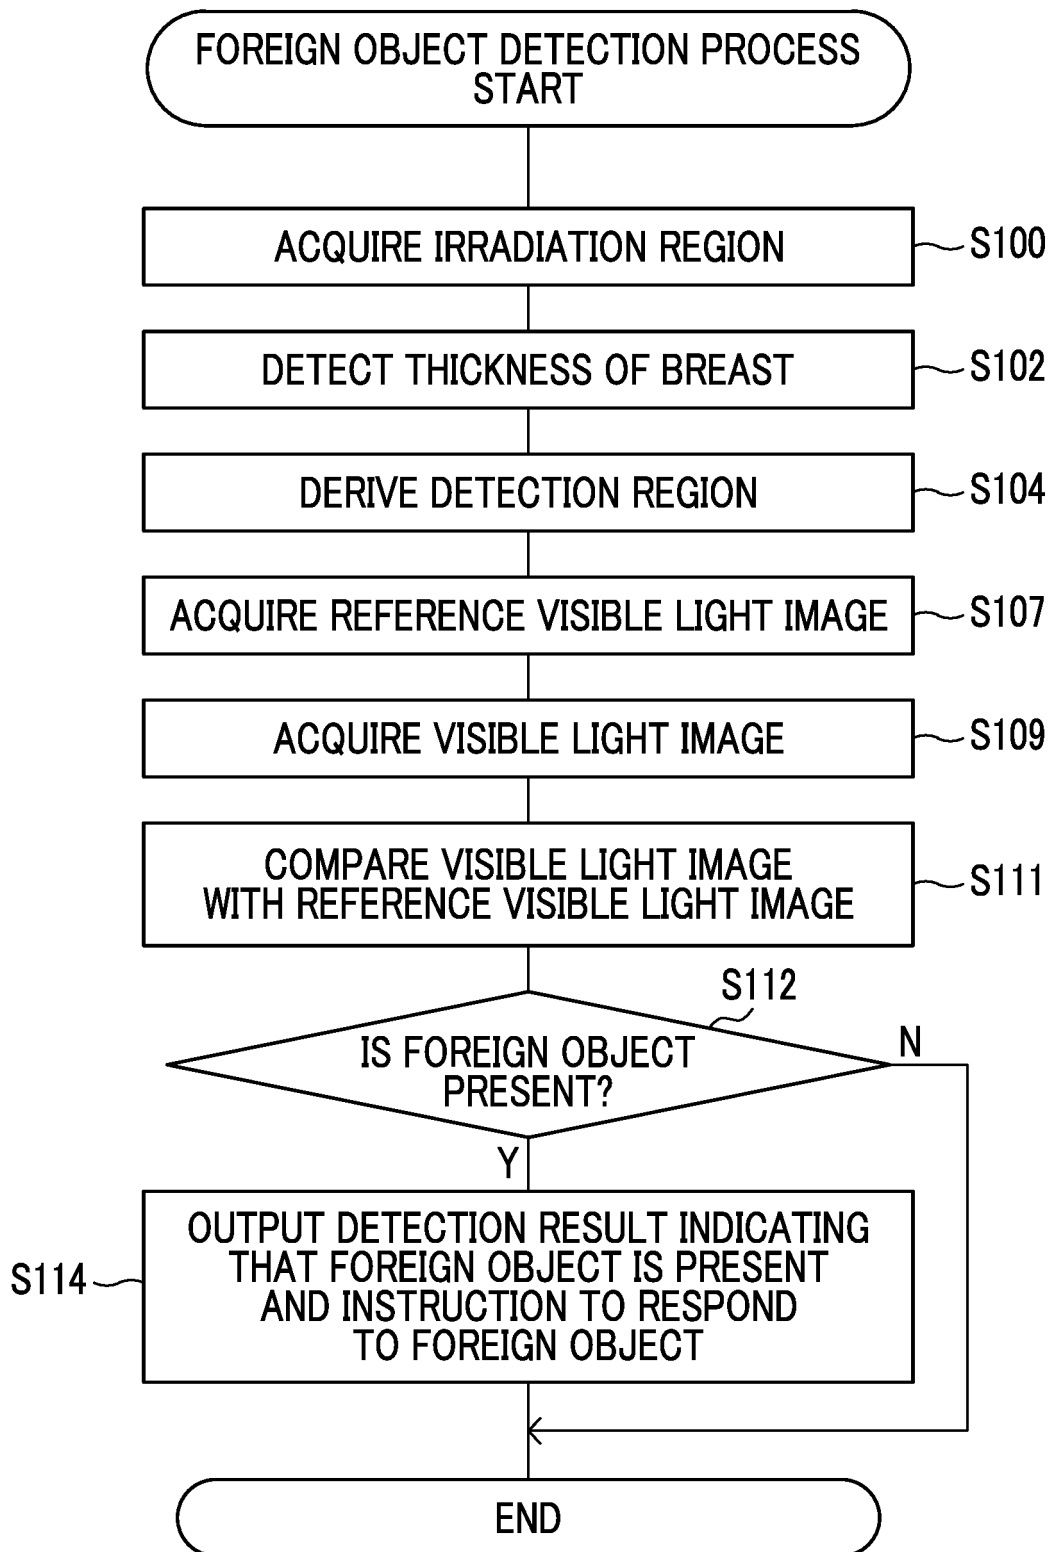 FOREIGN OBJECT DETECTION PROCESS
START
ACQUIRE IRRADIATION REGION
S100
DETECT THICKNESS OF BREAST
S102
DERIVE DETECTION REGION
S104
ACQUIRE REFERENCE VISIBLE LIGHT IMAGE
S107
ACQUIRE VISIBLE LIGHT IMAGE
S109
COMPARE VISIBLE LIGHT IMAGE
WITH REFERENCE VISIBLE LIGHT IMAGE
S111
S112
IS FOREIGN OBJECT
PRESENT?
N
Y
OUTPUT DETECTION RESULT INDICATING
THAT FOREIGN OBJECT IS PRESENT
AND INSTRUCTION TO RESPOND
TO FOREIGN OBJECT
S114
END